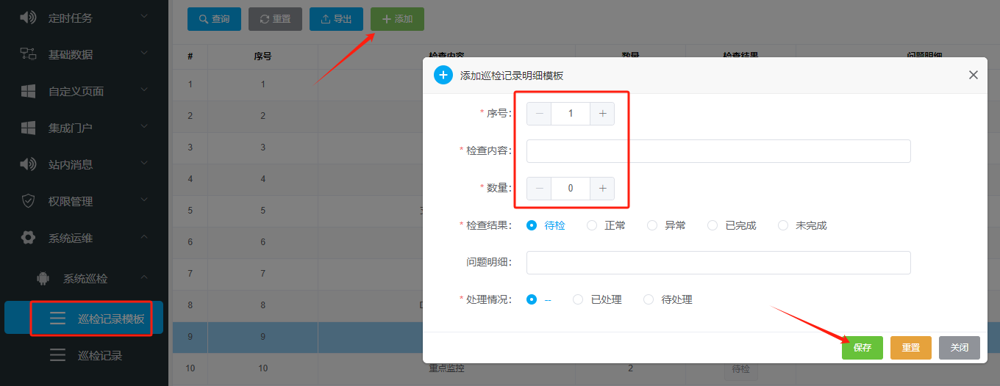 定时任务
基础数据
自定义页面
集成门户
站内消息
权限管理
系统运维
系统巡检
巡检记录模板
巡检记录
查询
重置
导出
添加
# 序号 检查内容 数量 检查结果 问题明细
1 1
2 2
3 3
4 4
5 5
6 6
7 7
8 8
9 9
10 10 重点监控 2 待检
添加巡检记录明细模板
* 序号: 1
* 检查内容:
* 数量: 0
* 检查结果: 待检 正常 异常 已完成 未完成
问题明细:
* 处理情况: -- 已处理 待处理
保存 重置 关闭